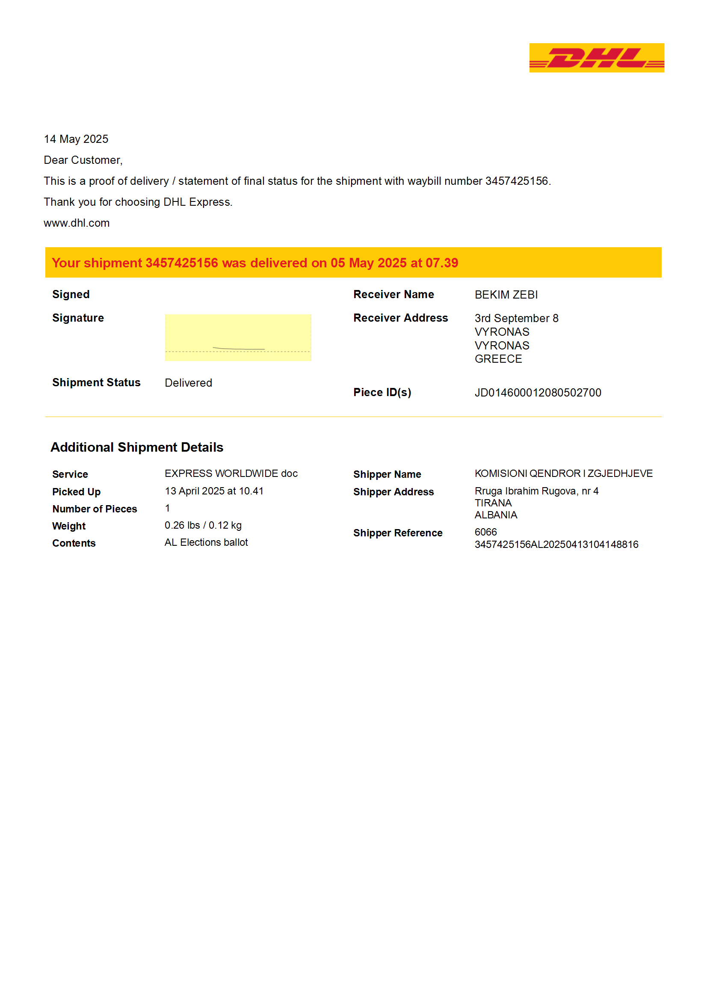 DHL
14 May 2025
Dear Customer,
This is a proof of delivery / statement of final status for the shipment with waybill number 3457425156.
Thank you for choosing DHL Express.
www.dhl.com
Your shipment 3457425156 was delivered on 05 May 2025 at 07.39
Signed
Receiver Name BEKIM ZEBI
Signature
Receiver Address 3rd September 8
VYRONAS
VYRONAS
GREECE
Shipment Status Delivered
Piece ID(s) JD014600012080502700
Additional Shipment Details
Service EXPRESS WORLDWIDE doc
Picked Up 13 April 2025 at 10.41
Number of Pieces 1
Weight 0.26 lbs / 0.12 kg
Contents AL Elections ballot
Shipper Name KOMISIONI QENDROR I ZGJEDHJEVE
Shipper Address Rruga Ibrahim Rugova, nr 4
TIRANA
ALBANIA
Shipper Reference 6066
3457425156AL20250413104148816